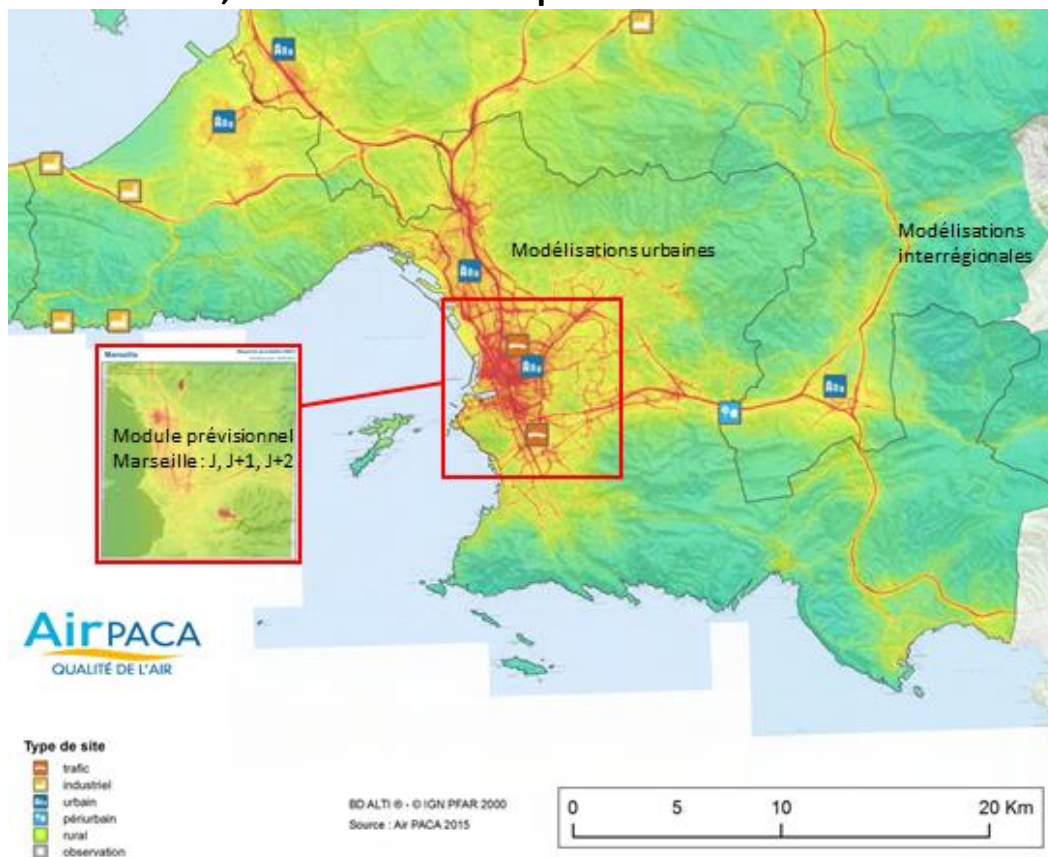 Modélisations urbaines
Modélisations
interrégionales
Marseille
Module prévisionnel
Marseille : J, J+1, J+2
AirPACA
QUALITÉ DE L'AIR
Type de site
trafic
industriel
urbain
périurbain
rural
observation
BD ALTI ® - © IGN PFAR 2000
Source : Air PACA 2015
0 5 10 20 Km